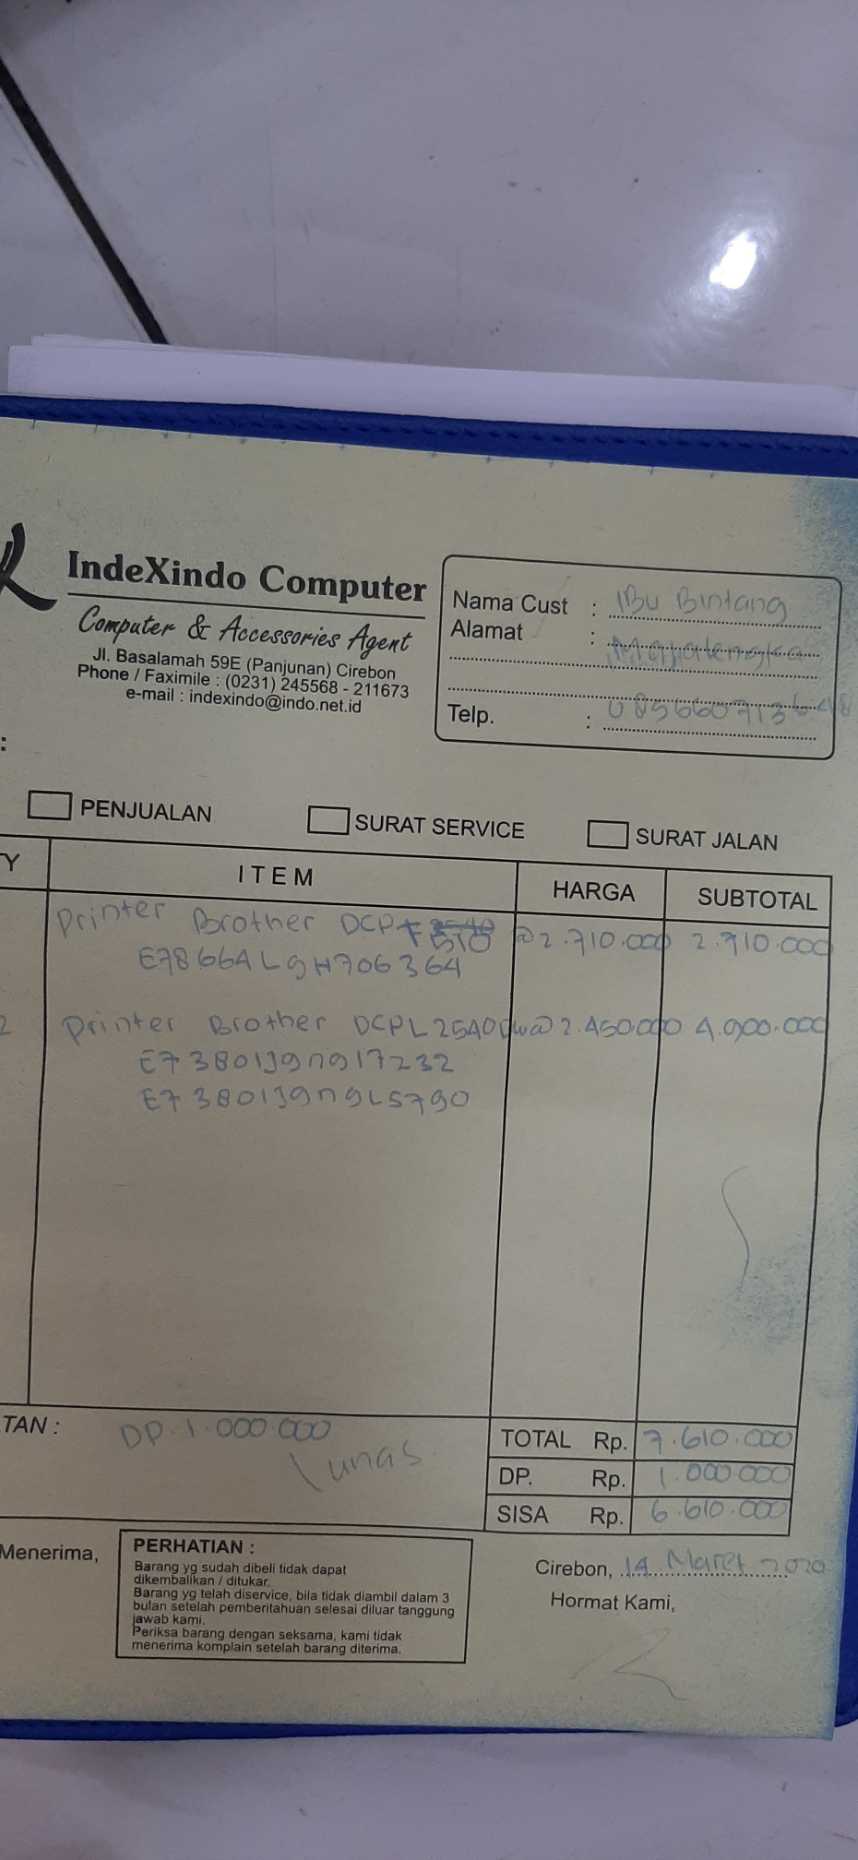 IndeXindo Computer
Computer & Accessories Agent
Jl. Basalamah 59E (Panjunan) Cirebon
Phone / Faximile : (0231) 245568 - 211673
e-mail : indexindo@indo.net.id
:
Nama Cust : IBU Bintang
Alamat : Majalengka
Telp. : 085660713648
PENJUALAN SURAT SERVICE SURAT JALAN
Y ITEM HARGA SUBTOTAL
Printer Brother DCP @2.710.000 2.710.000
E78664L9H706364
2 Printer Brother DCPL2540dw @2.450.000 4.900.000
E73801J9N917232
E73801J9N9L5790
TAN : DP. 1.000.000
Lunas
TOTAL Rp. 7.610.000
DP. Rp. 1.000.000
SISA Rp. 6.610.000
Menerima,
PERHATIAN :
Barang yg sudah dibeli tidak dapat
dikembalikan / ditukar.
Barang yg telah diservice, bila tidak diambil dalam 3
bulan setelah pemberitahuan selesai diluar tanggung
jawab kami.
Periksa barang dengan seksama, kami tidak
menerima komplain setelah barang diterima.
Cirebon, 14 Maret 2020
Hormat Kami,